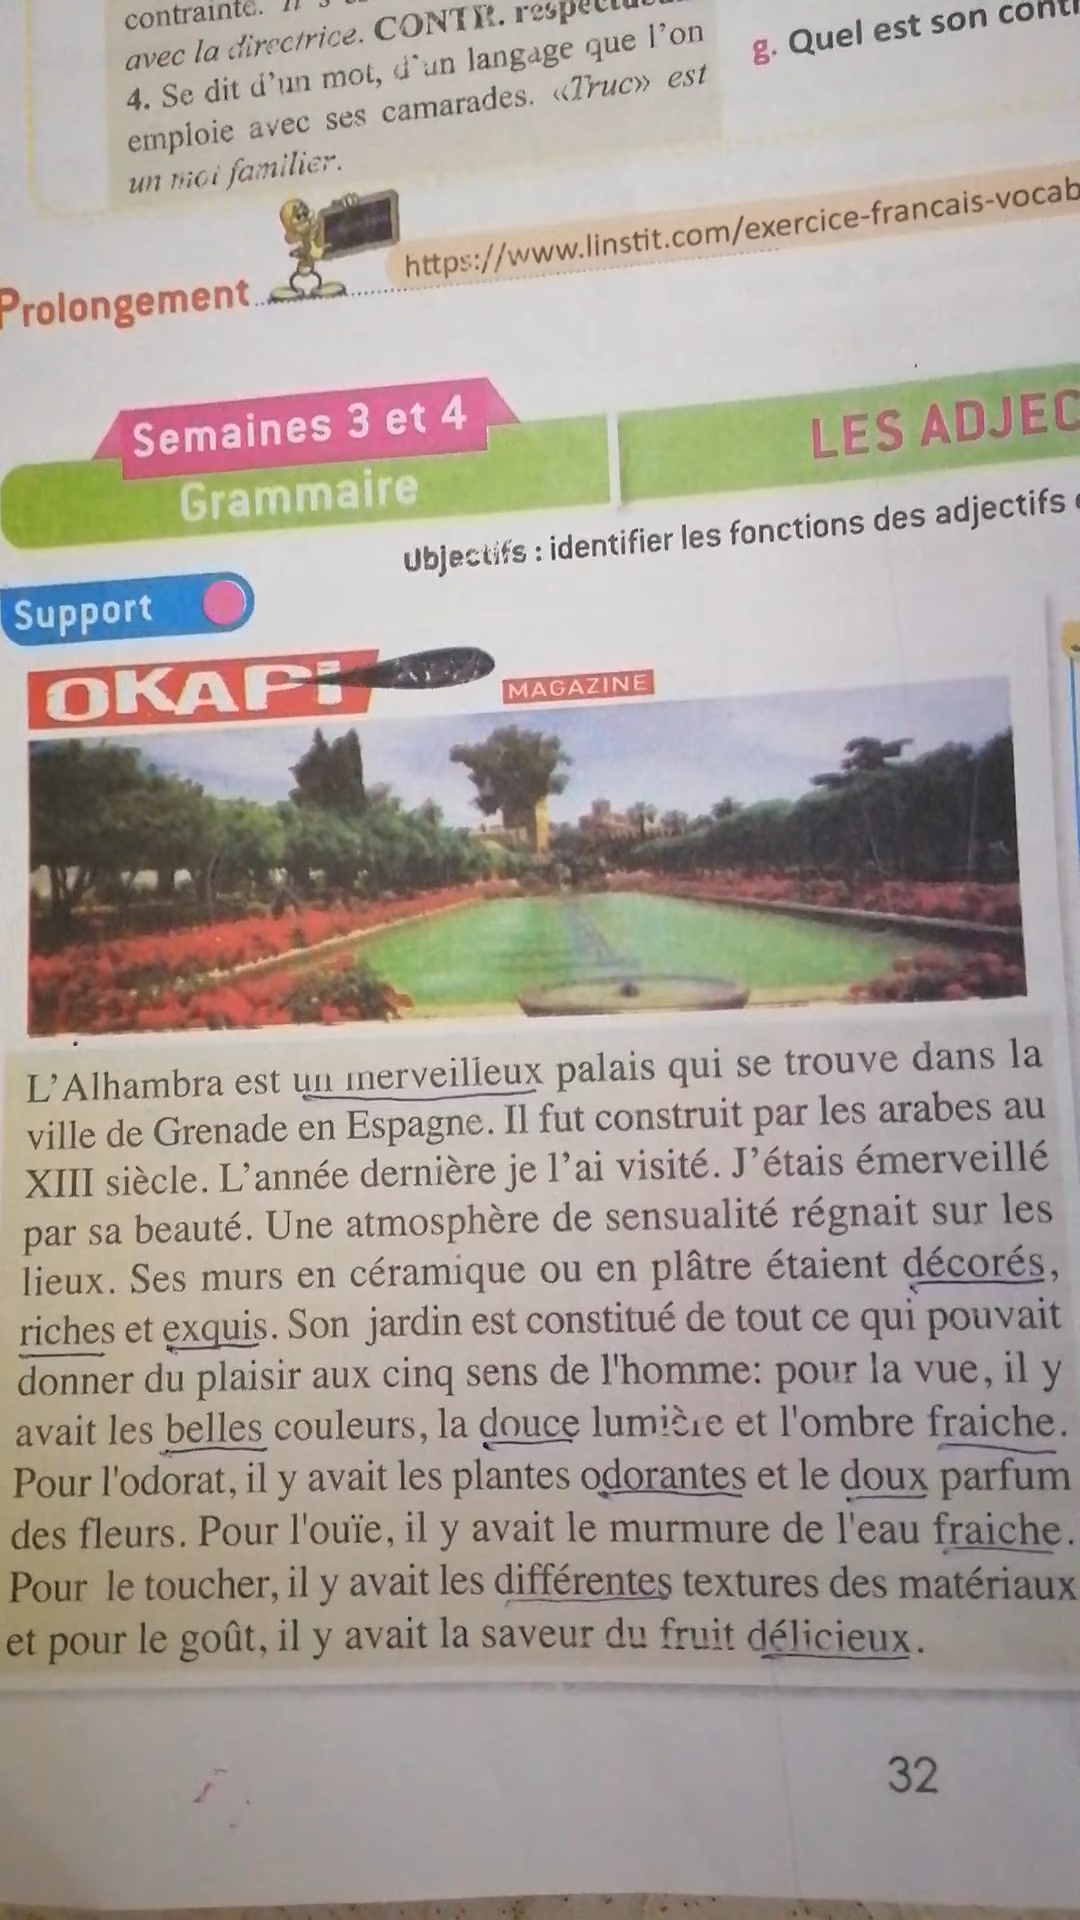 contrainte. Il s
avec la directrice. CONTR.
4. Se dit d'un mot, d'un langage que l'on
emploie avec ses camarades. «Truc» est
un moi familier.
g. Quel est son
Prolongement
https://www.linstit.com/exercice-francais-vocab
Semaines 3 et 4
Grammaire
LES ADJEC
Objectifs : identifier les fonctions des adjectifs
Support
OKAPI
MAGAZINE
L'Alhambra est un merveilleux palais qui se trouve dans la
ville de Grenade en Espagne. Il fut construit par les arabes au
XIII siècle. L'année dernière je l'ai visité. J'étais émerveillé
par sa beauté. Une atmosphère de sensualité régnait sur les
lieux. Ses murs en céramique ou en plâtre étaient décorés,
riches et exquis. Son jardin est constitué de tout ce qui pouvait
donner du plaisir aux cinq sens de l'homme: pour la vue, il y
avait les belles couleurs, la douce lumière et l'ombre fraiche.
Pour l'odorat, il y avait les plantes odorantes et le doux parfum
des fleurs. Pour l'ouïe, il y avait le murmure de l'eau fraiche.
Pour le toucher, il y avait les différentes textures des matériaux
et pour le goût, il y avait la saveur du fruit délicieux.
32